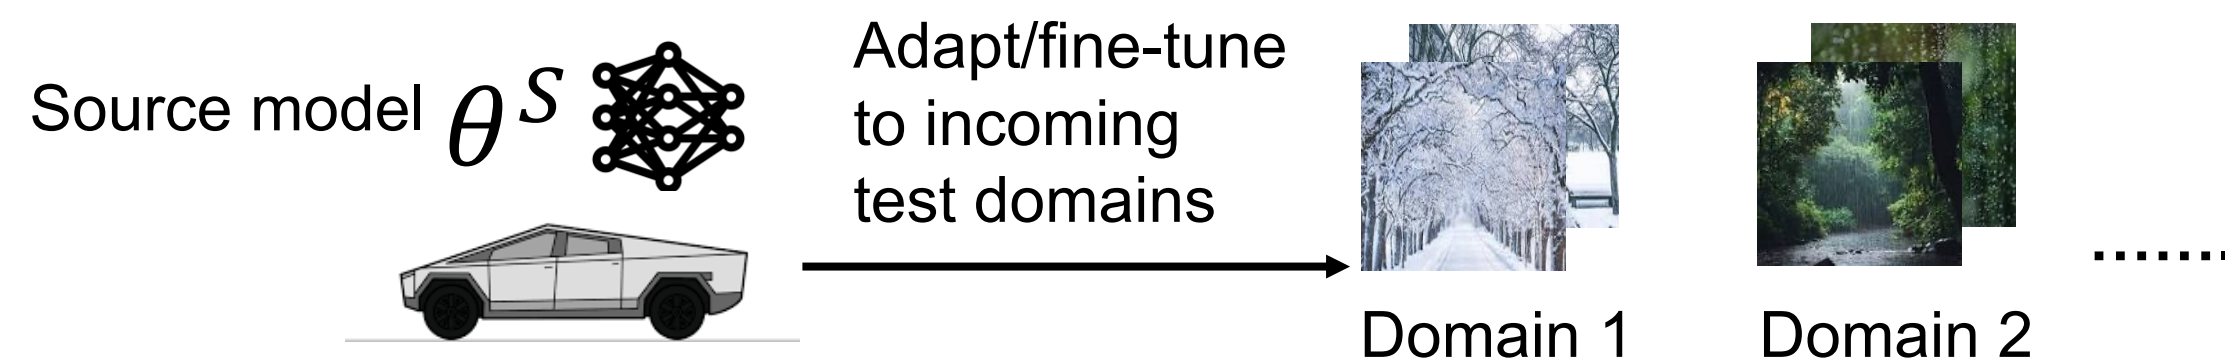 Source model θ^S
Adapt/fine-tune
to incoming
test domains
Domain 1
Domain 2
........